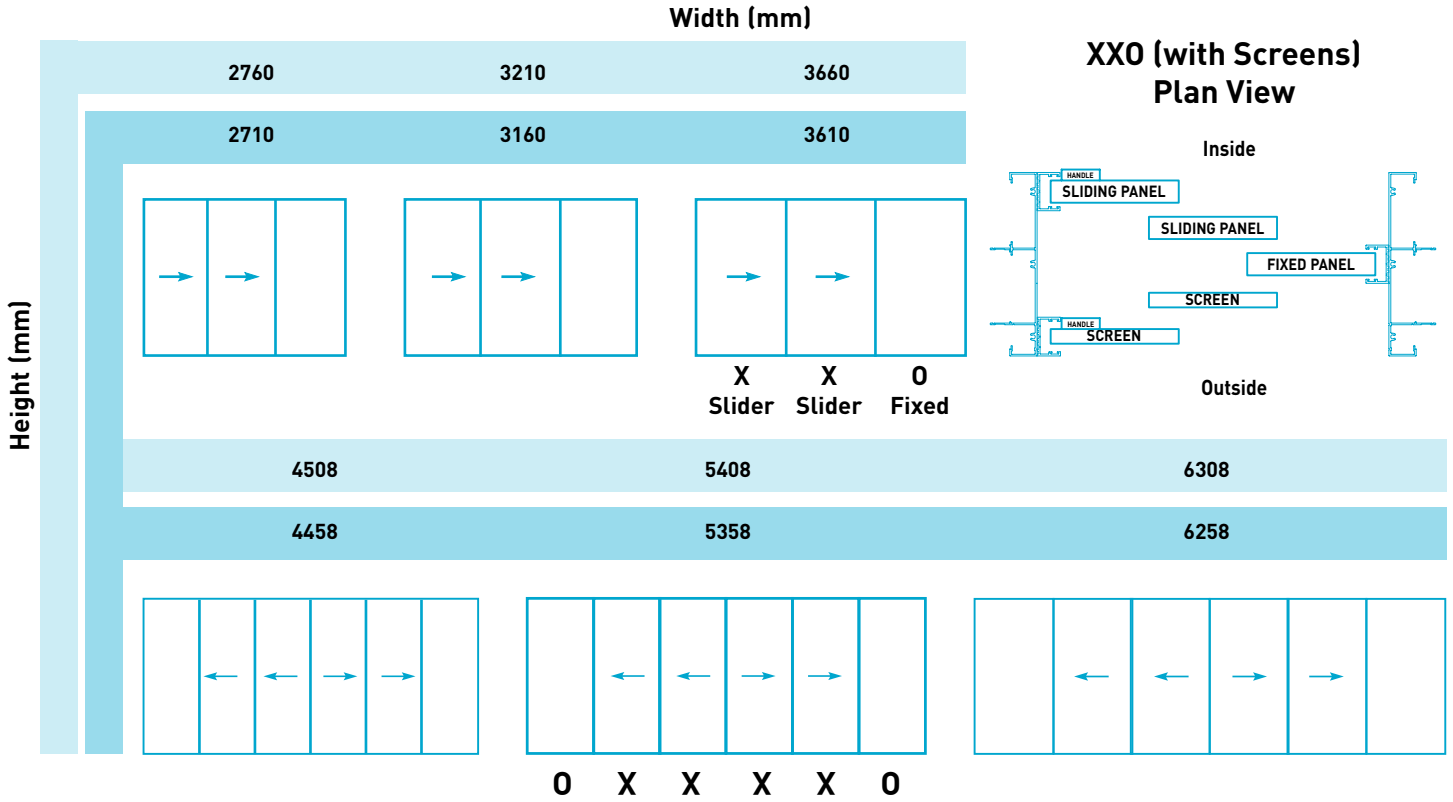 Width (mm)
2760 3210 3660
2710 3160 3610
XXO (with Screens)
Plan View
Inside
HANDLE
SLIDING PANEL
SLIDING PANEL
FIXED PANEL
SCREEN
HANDLE
SCREEN
Outside
Height (mm)
X X O
Slider Slider Fixed
4508 5408 6308
4458 5358 6258
O X X X X O